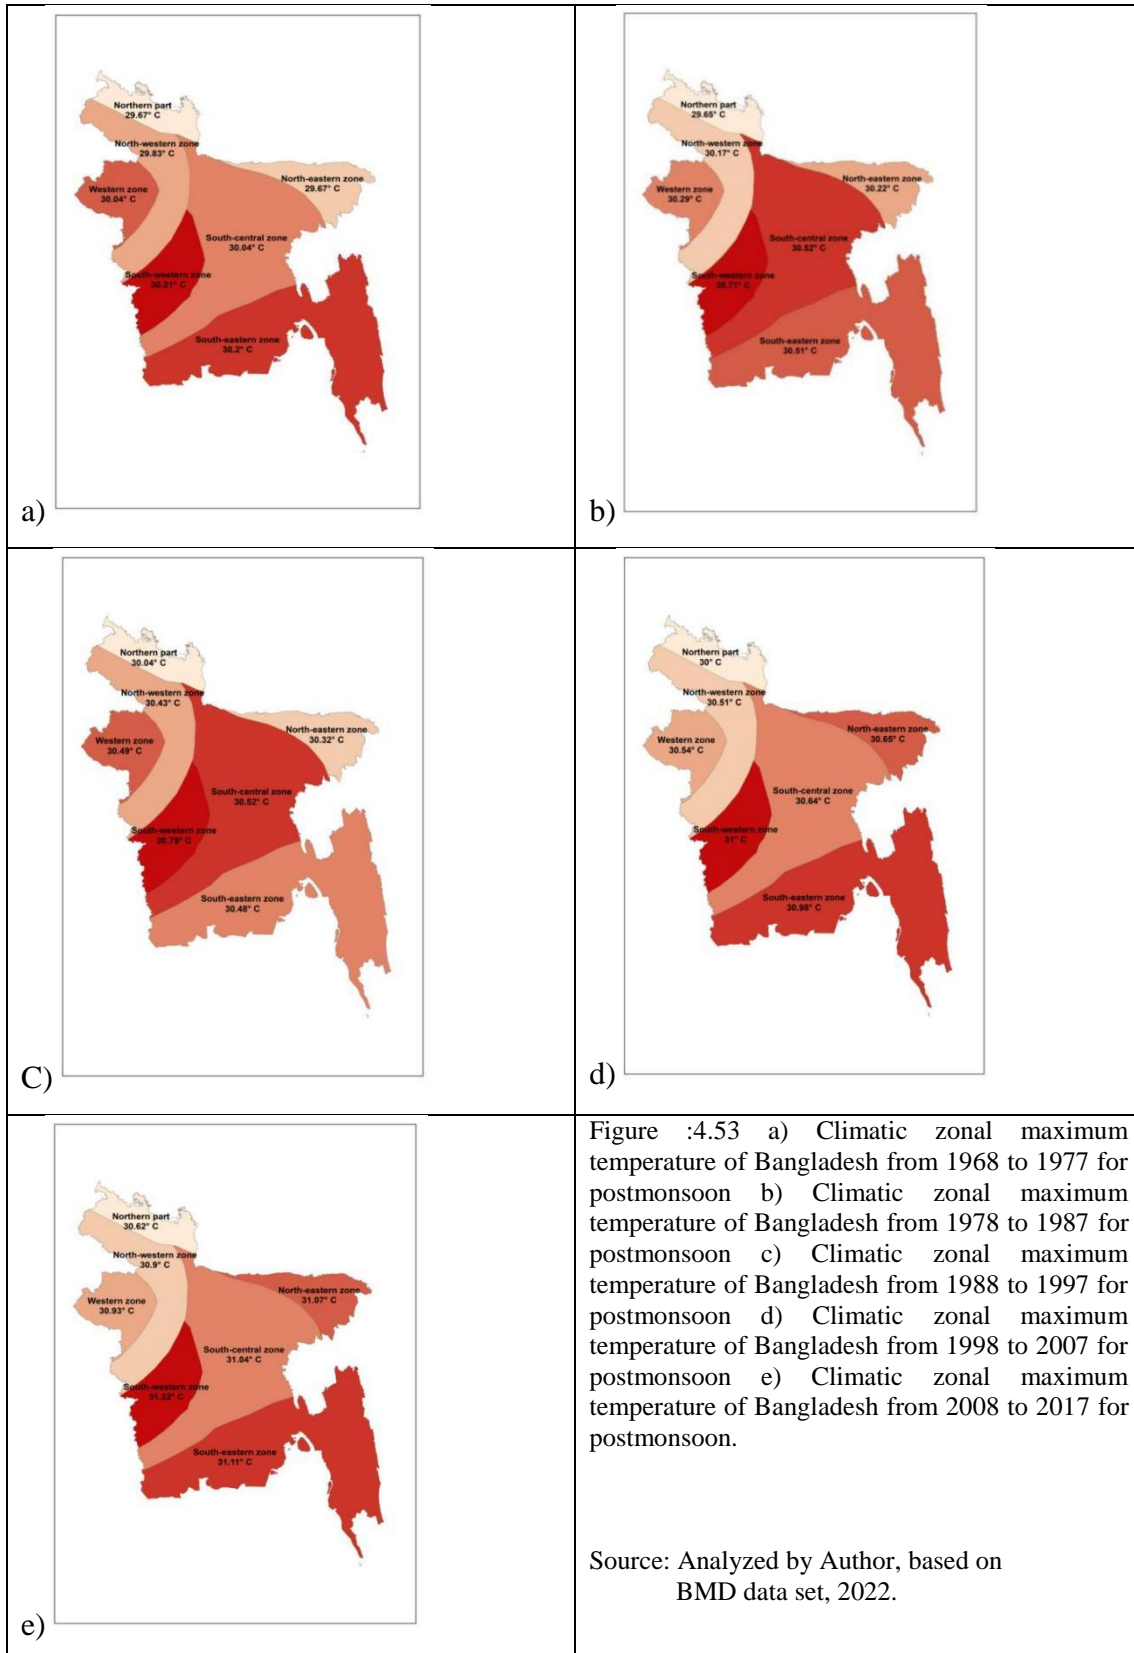 Northern part
29.67° C
North-western zone
29.83° C
Western zone
30.04° C
North-eastern zone
29.67° C
South-central zone
30.04° C
South-western zone
30.21° C
South-eastern zone
30.2° C
a)
Northern part
29.65° C
North-western zone
30.17° C
Western zone
30.29° C
North-eastern zone
30.22° C
South-central zone
30.52° C
South-western zone
30.71° C
South-eastern zone
30.51° C
b)
Northern part
30.04° C
North-western zone
30.43° C
Western zone
30.49° C
North-eastern zone
30.32° C
South-central zone
30.52° C
South-western zone
30.79° C
South-eastern zone
30.48° C
C)
Northern part
30° C
North-western zone
30.51° C
Western zone
30.54° C
North-eastern zone
30.65° C
South-central zone
30.64° C
South-western zone
31° C
South-eastern zone
30.98° C
d)
Northern part
30.62° C
North-western zone
30.9° C
Western zone
30.93° C
North-eastern zone
31.07° C
South-central zone
31.04° C
South-western zone
31.22° C
South-eastern zone
31.11° C
e)
Figure :4.53 a) Climatic zonal maximum
temperature of Bangladesh from 1968 to 1977 for
postmonsoon b) Climatic zonal maximum
temperature of Bangladesh from 1978 to 1987 for
postmonsoon c) Climatic zonal maximum
temperature of Bangladesh from 1988 to 1997 for
postmonsoon d) Climatic zonal maximum
temperature of Bangladesh from 1998 to 2007 for
postmonsoon e) Climatic zonal maximum
temperature of Bangladesh from 2008 to 2017 for
postmonsoon.
Source: Analyzed by Author, based on
BMD data set, 2022.